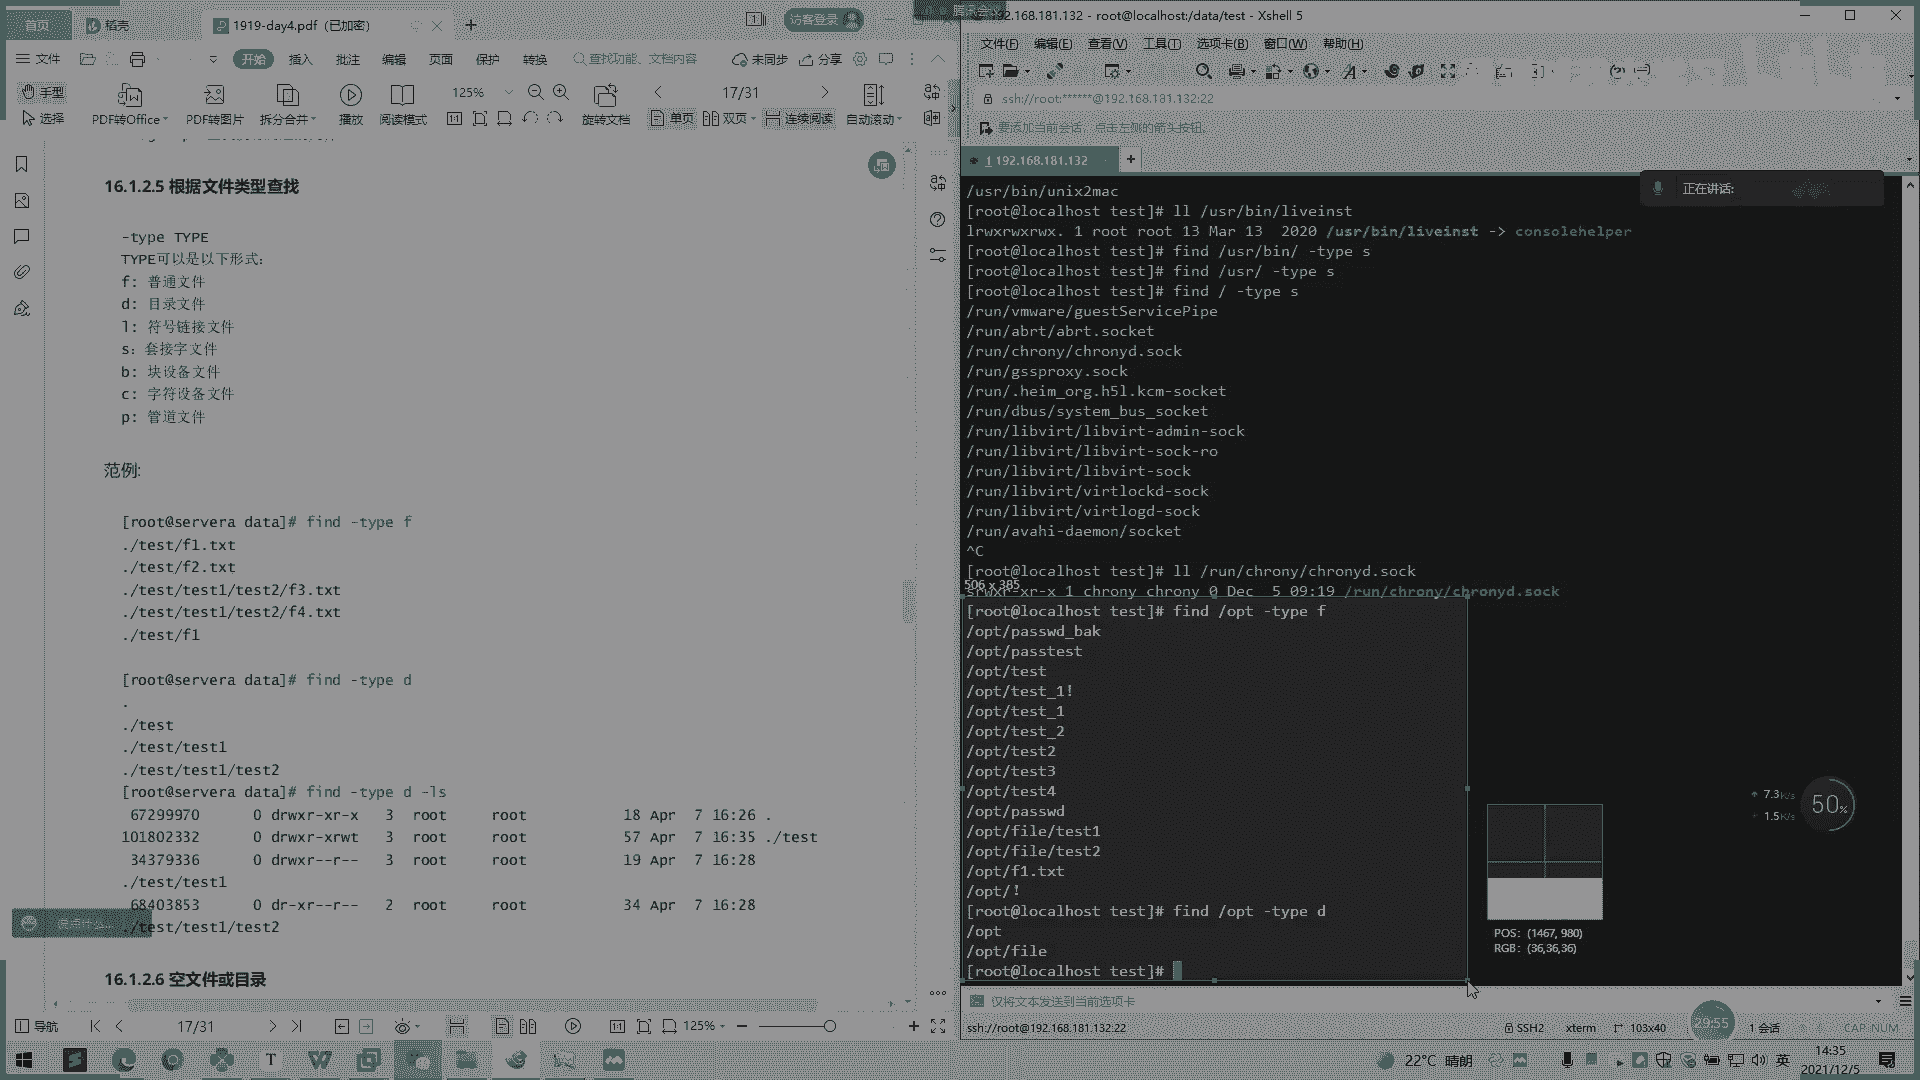 首页
稻壳
1919-day4.pdf (已加密)
访客登录
文件
开始
插入
批注
编辑
页面
保护
转换
查找功能、文档内容
未同步
分享
手型
选择
PDF转Office
PDF转图片
拆分合并
播放
阅读模式
125%
17/31
旋转文档
单页
双页
连续阅读
自动滚动
16.1.2.5 根据文件类型查找
-type TYPE
TYPE可以是以下形式:
f: 普通文件
d: 目录文件
l: 符号链接文件
s: 套接字文件
b: 块设备文件
c: 字符设备文件
p: 管道文件
范例:
[root@servera data]# find -type f
./test/f1.txt
./test/f2.txt
./test/test1/test2/f3.txt
./test/test1/test2/f4.txt
./test/f1
[root@servera data]# find -type d
.
./test
./test/test1
./test/test1/test2
[root@servera data]# find -type d -ls
67299970 0 drwxr-xr-x 3 root root 18 Apr 7 16:26 .
101802332 0 drwxr-xrwt 3 root root 57 Apr 7 16:35 ./test
34379336 0 drwxr--r-- 3 root root 19 Apr 7 16:28
./test/test1
68403853 0 dr-xr--r-- 2 root root 34 Apr 7 16:28
./test/test1/test2
说点什么...
16.1.2.6 空文件或目录
导航
17/31
125%
腾讯会议
192.168.181.132 - root@localhost:/data/test - Xshell 5
文件(F) 编辑(E) 查看(V) 工具(T) 选项卡(B) 窗口(W) 帮助(H)
ssh://root:******@192.168.181.132:22
要添加当前会话，点击左侧的箭头按钮。
1 192.168.181.132
正在讲话:
/usr/bin/unix2mac
[root@localhost test]# ll /usr/bin/liveinst
lrwxrwxrwx. 1 root root 13 Mar 13 2020 /usr/bin/liveinst -> consolehelper
[root@localhost test]# find /usr/bin/ -type s
[root@localhost test]# find /usr/ -type s
[root@localhost test]# find / -type s
/run/vmware/guestServicePipe
/run/abrt/abrt.socket
/run/chrony/chronyd.sock
/run/gssproxy.sock
/run/.heim_org.h5l.kcm-socket
/run/dbus/system_bus_socket
/run/libvirt/libvirt-admin-sock
/run/libvirt/libvirt-sock-ro
/run/libvirt/libvirt-sock
/run/libvirt/virtlockd-sock
/run/libvirt/virtlogd-sock
/run/avahi-daemon/socket
^C
[root@localhost test]# ll /run/chrony/chronyd.sock
506 x 385
srwxr-xr-x 1 chrony chrony 0 Dec 5 09:19 /run/chrony/chronyd.sock
[root@localhost test]# find /opt -type f
/opt/passwd_bak
/opt/passtest
/opt/test
/opt/test_1!
/opt/test_1
/opt/test_2
/opt/test2
/opt/test3
/opt/test4
/opt/passwd
/opt/file/test1
/opt/file/test2
/opt/f1.txt
/opt/!
[root@localhost test]# find /opt -type d
/opt
/opt/file
[root@localhost test]#
7.3K/s
1.5K/s
50%
POS: (1467, 980)
RGB: (36,36,36)
仅将文本发送到当前选项卡
ssh://root@192.168.181.132:22
SSH2
xterm
103x40
29:55
1 会话
CAP NUM
22°C 晴朗
英
14:35
2021/12/5